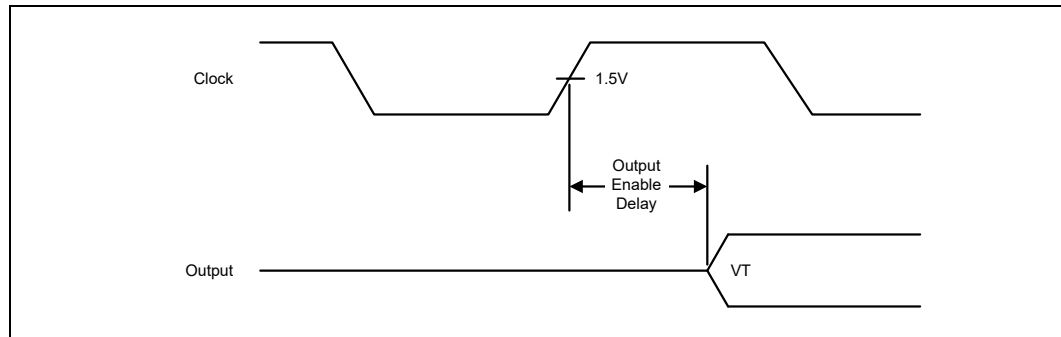 Clock
1.5V
Output
Enable
Delay
Output
VT